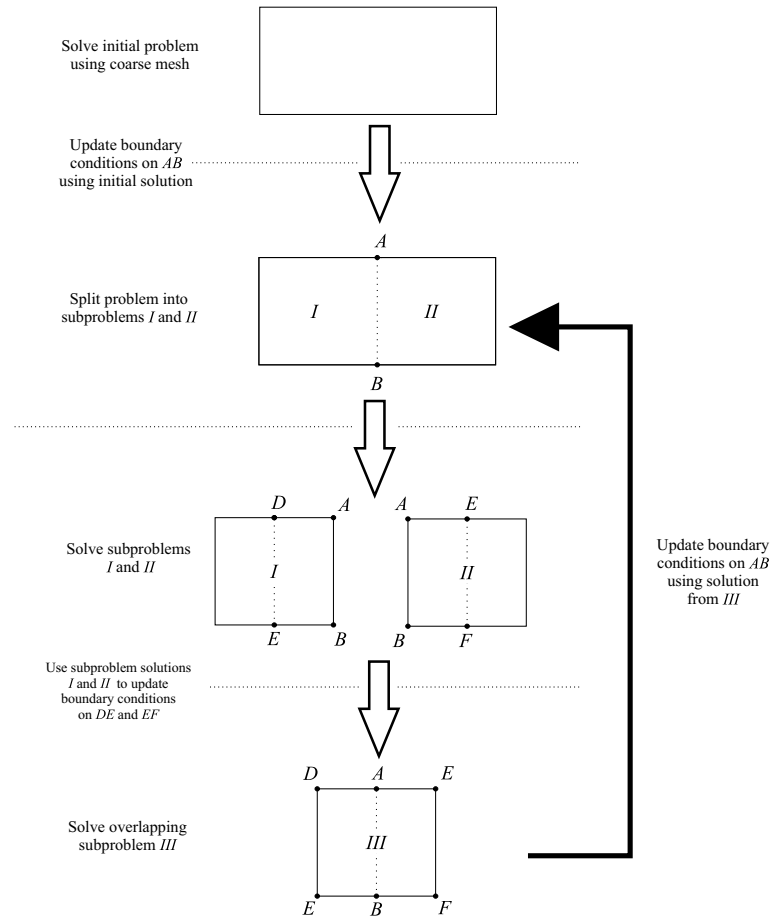 Solve initial problem
using coarse mesh
Update boundary
conditions on AB
using initial solution
A
Split problem into
subproblems I and II
I
II
B
D
A
A
E
Solve subproblems
I and II
I
II
Update boundary
conditions on AB
using solution
from III
E
B
B
F
Use subproblem solutions
I and II to update
boundary conditions
on DE and EF
D
A
E
Solve overlapping
subproblem III
III
E
B
F